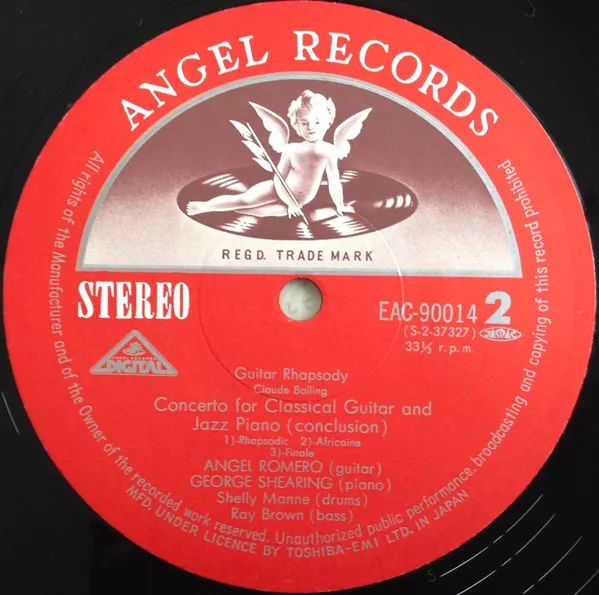 ANGEL RECORDS
REGD. TRADE MARK
STEREO
EAC-90014 2
(S-2-37327) JASRAC
33⅓ r.p.m.
ANGEL RECORDS
DIGITAL
Guitar Rhapsody
Claude Bolling
Concerto for Classical Guitar and
Jazz Piano (conclusion)
1)-Rhapsodic 2)-Africaine
3)-Finale
ANGEL ROMERO (guitar)
GEORGE SHEARING (piano)
Shelly Manne (drums)
Ray Brown (bass)
All rights of the Manufacturer and of the Owner of the recorded work reserved. Unauthorized public performance, broadcasting and copying of this record prohibited
MFD. UNDER LICENCE BY TOSHIBA-EMI LTD. IN JAPAN